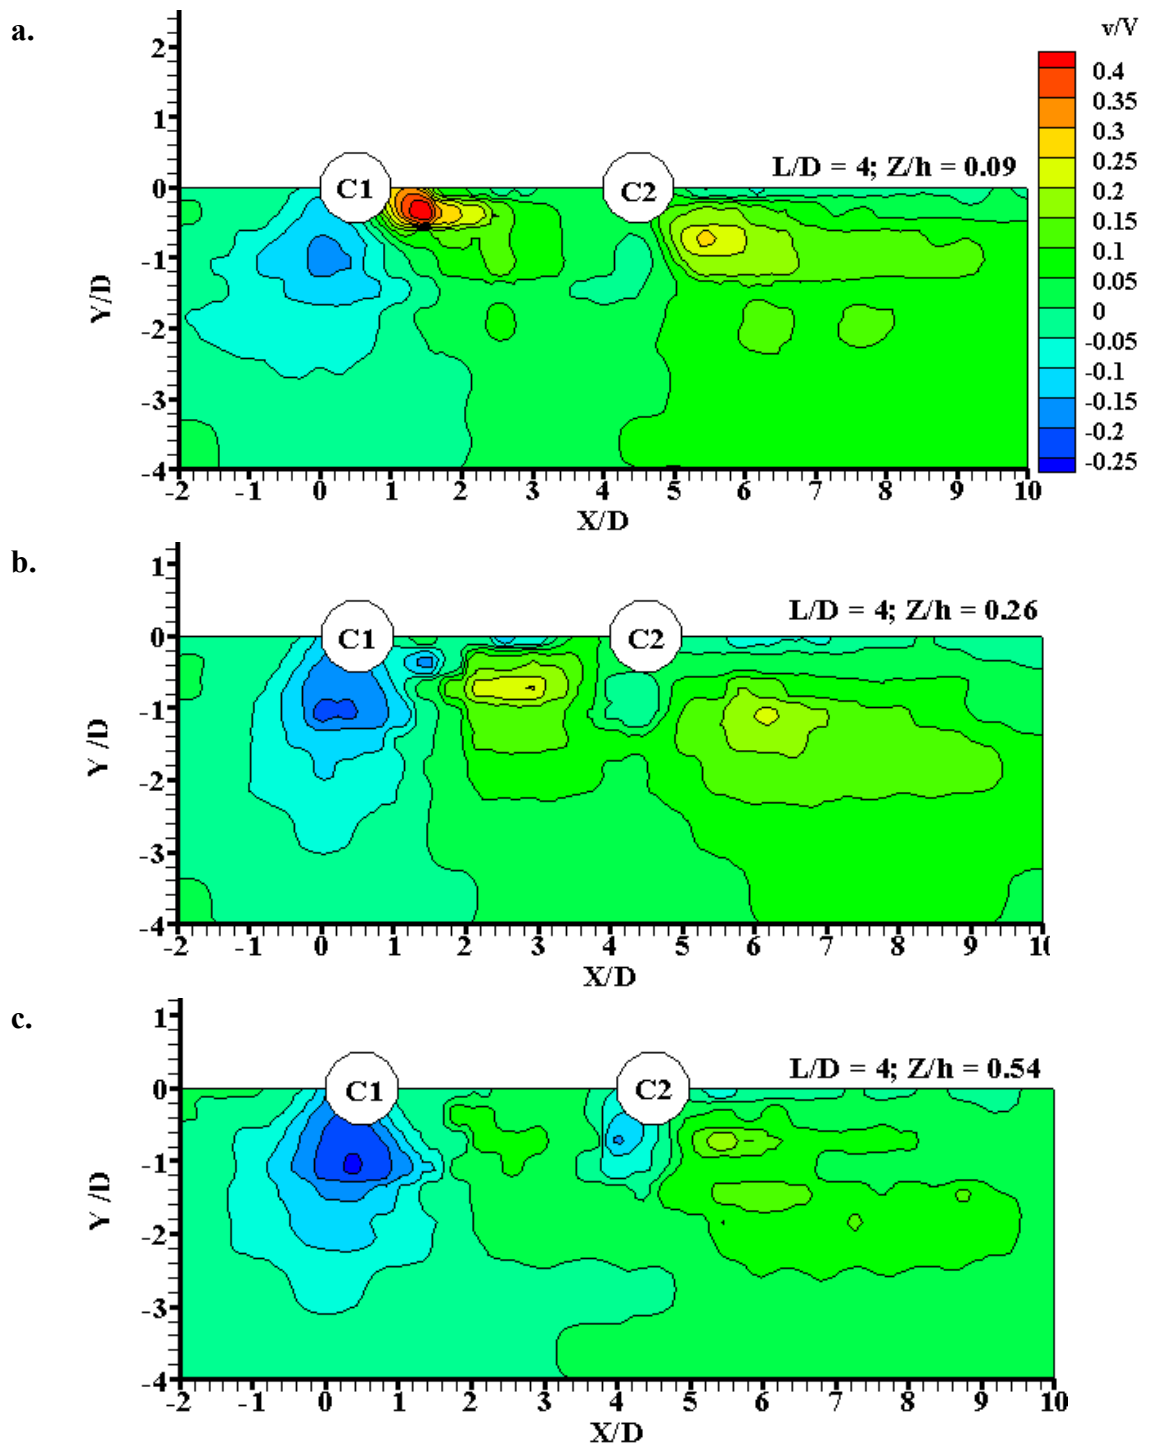 a.
v/V
2
1
0
-1
-2
-3
-4
Y/D
C1
C2
L/D = 4; Z/h = 0.09
0.4
0.35
0.3
0.25
0.2
0.15
0.1
0.05
0
-0.05
-0.1
-0.15
-0.2
-0.25
-2 -1 0 1 2 3 4 5 6 7 8 9 10
X/D
b.
1
0
-1
-2
-3
-4
Y/D
C1
C2
L/D = 4; Z/h = 0.26
-2 -1 0 1 2 3 4 5 6 7 8 9 10
X/D
c.
1
0
-1
-2
-3
-4
Y/D
C1
C2
L/D = 4; Z/h = 0.54
-2 -1 0 1 2 3 4 5 6 7 8 9 10
X/D